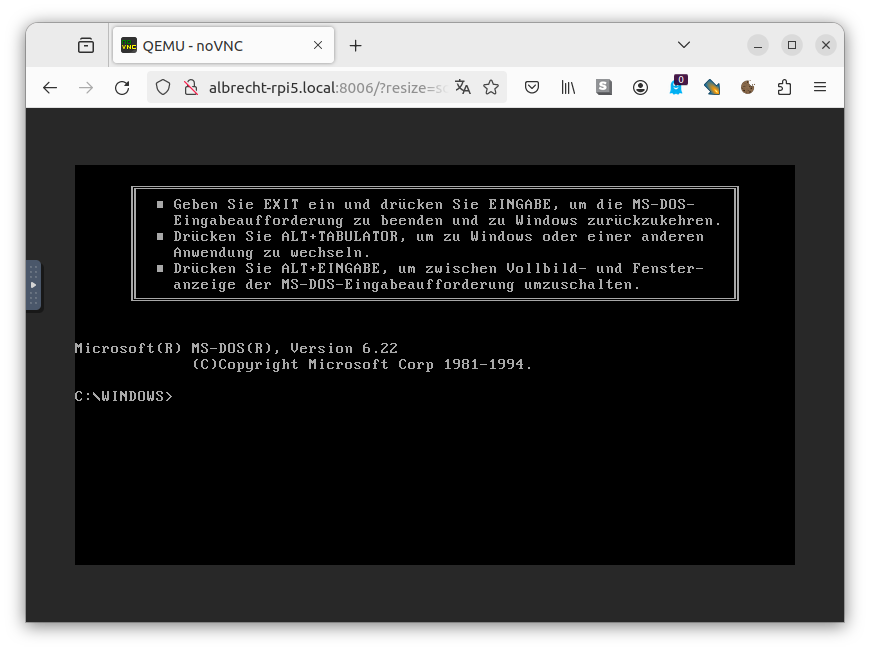 QEMU - noVNC
albrecht-rpi5.local:8006/?resize=sc
S
0
■ Geben Sie EXIT ein und drücken Sie EINGABE, um die MS-DOS-
Eingabeaufforderung zu beenden und zu Windows zurückzukehren.
■ Drücken Sie ALT+TABULATOR, um zu Windows oder einer anderen
Anwendung zu wechseln.
■ Drücken Sie ALT+EINGABE, um zwischen Vollbild- und Fenster-
anzeige der MS-DOS-Eingabeaufforderung umzuschalten.
Microsoft(R) MS-DOS(R), Version 6.22
(C)Copyright Microsoft Corp 1981-1994.
C:\WINDOWS>